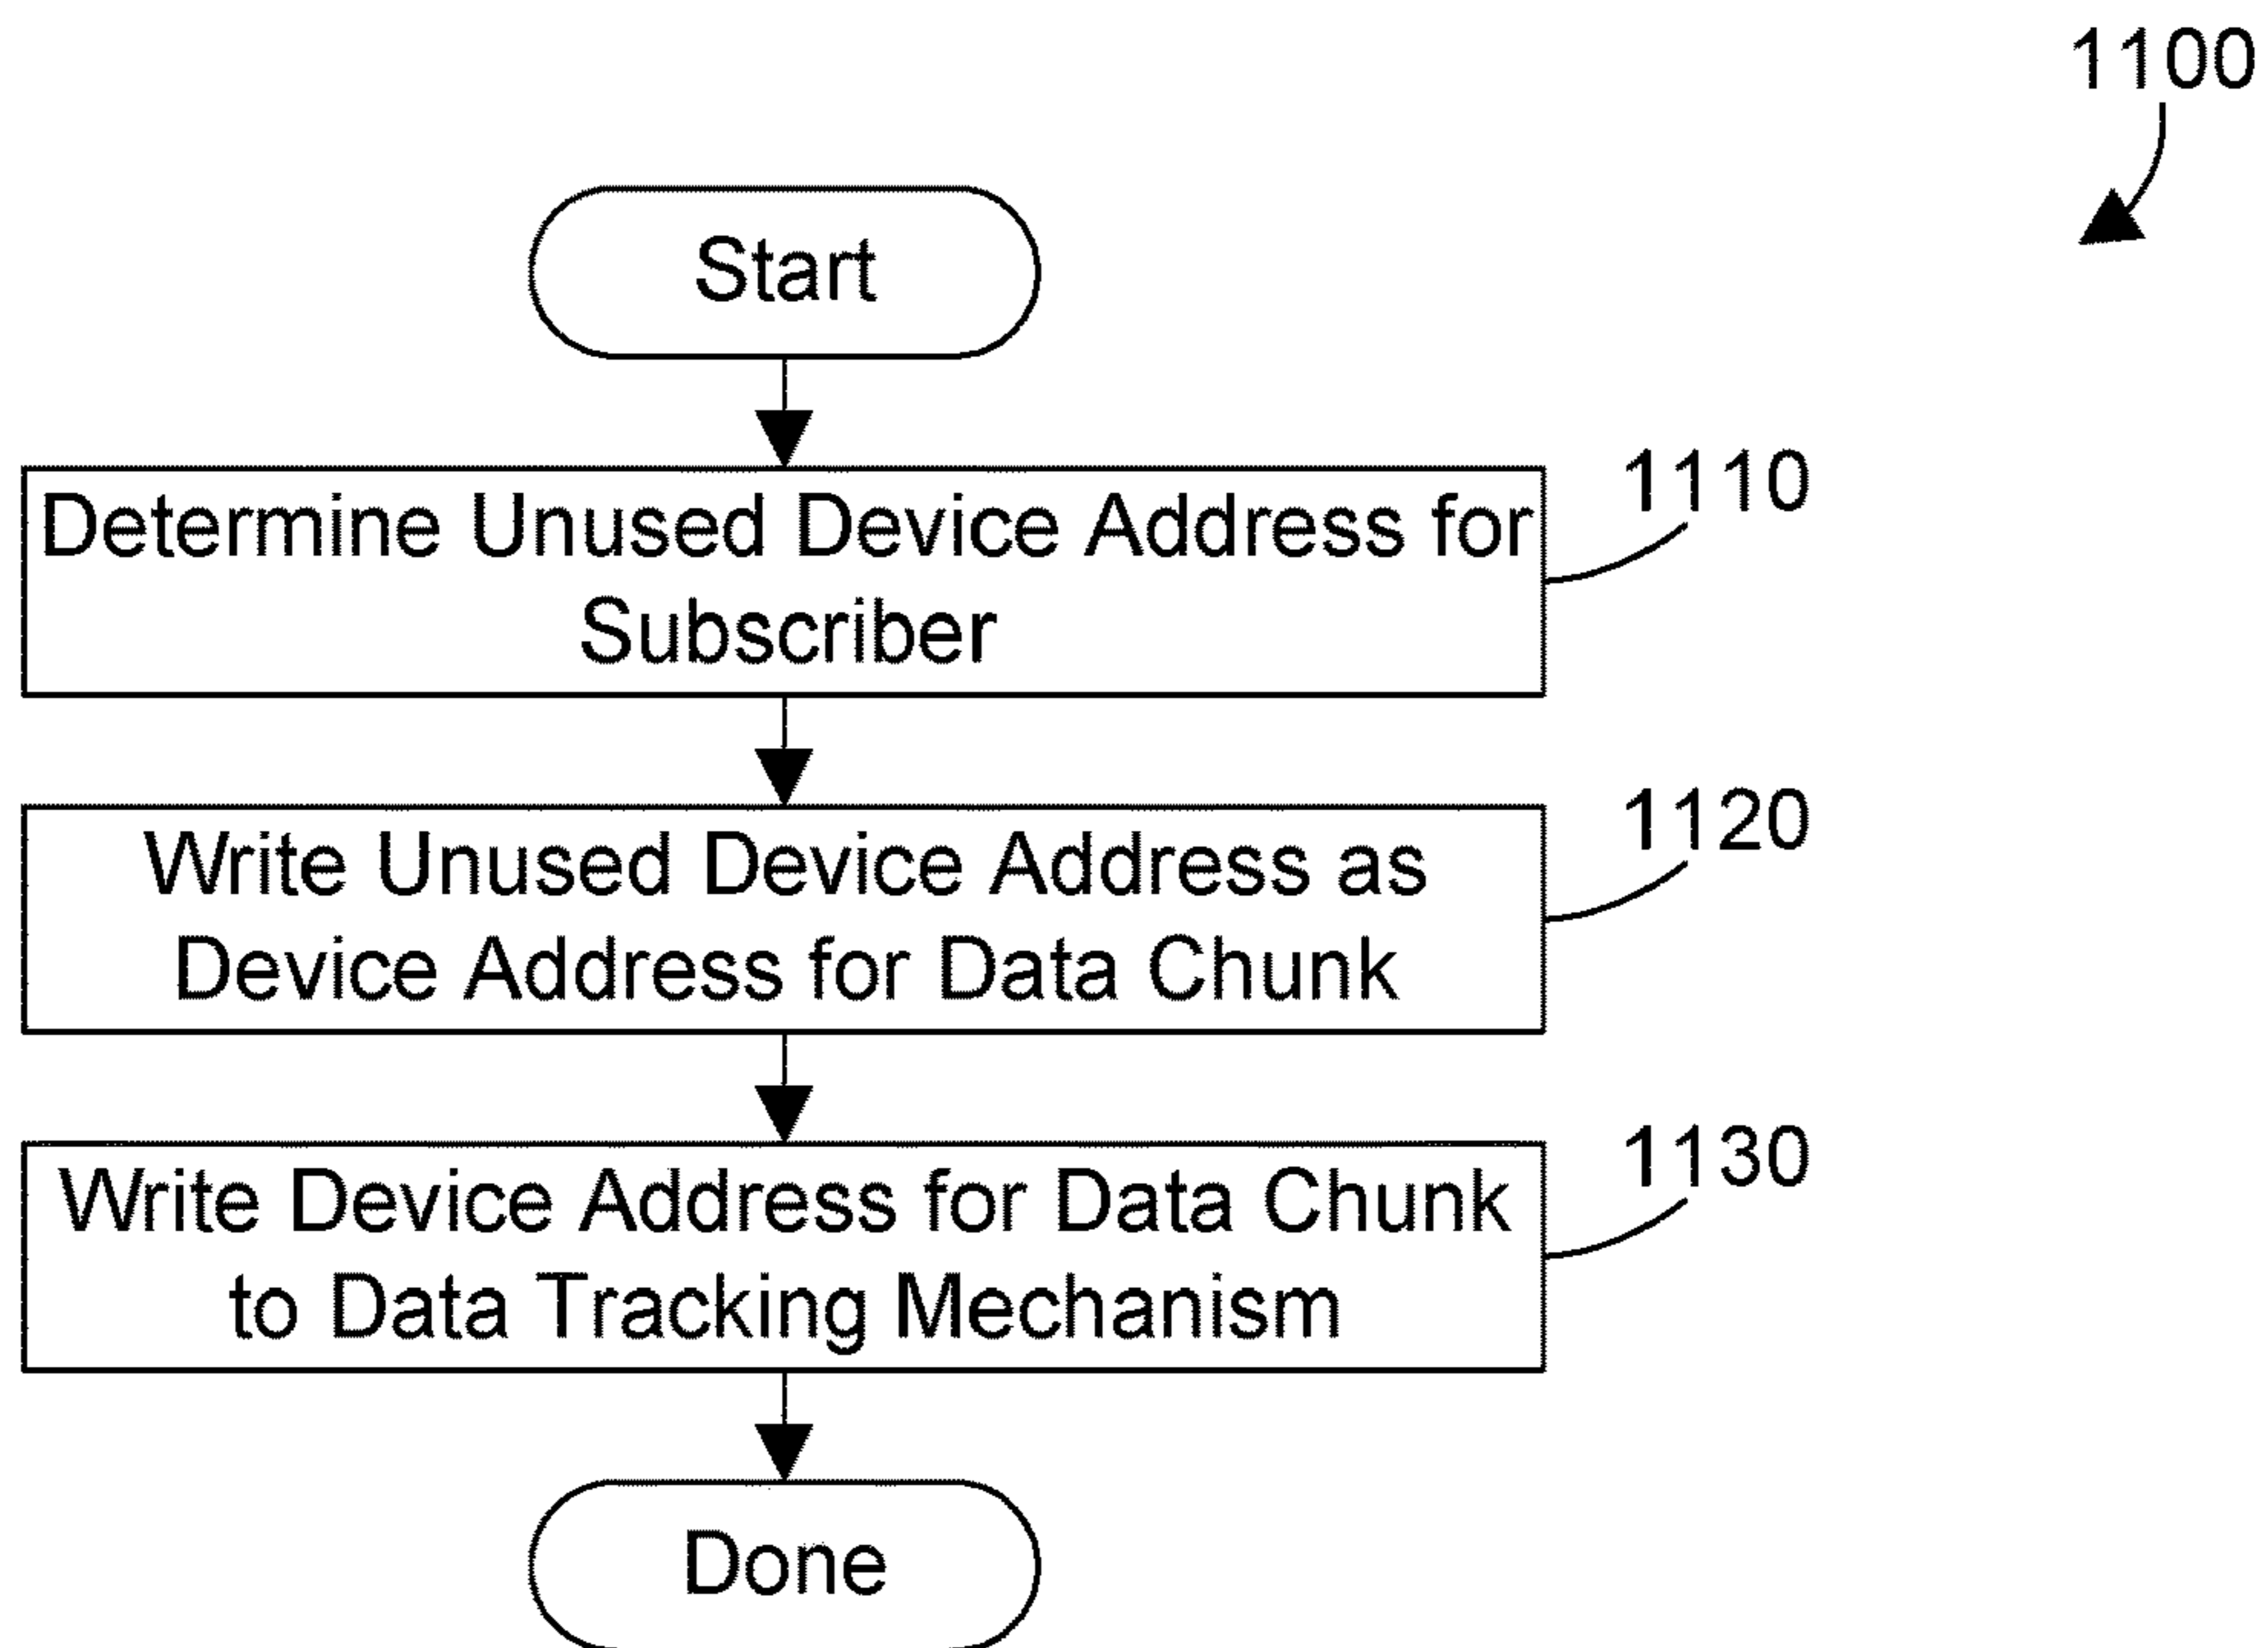 1100
Start
Determine Unused Device Address for
Subscriber
1110
Write Unused Device Address as
Device Address for Data Chunk
1120
Write Device Address for Data Chunk
to Data Tracking Mechanism
1130
Done